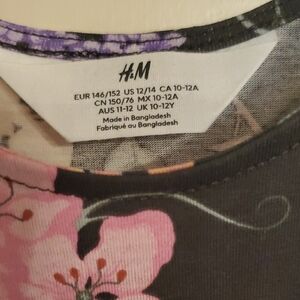 H&M
EUR 146/152 US 12/14 CA 10-12A
CN 150/76 MX 10-12A
AUS 11-12 UK 10-12Y
Made in Bangladesh
Fabriqué au Bangladesh